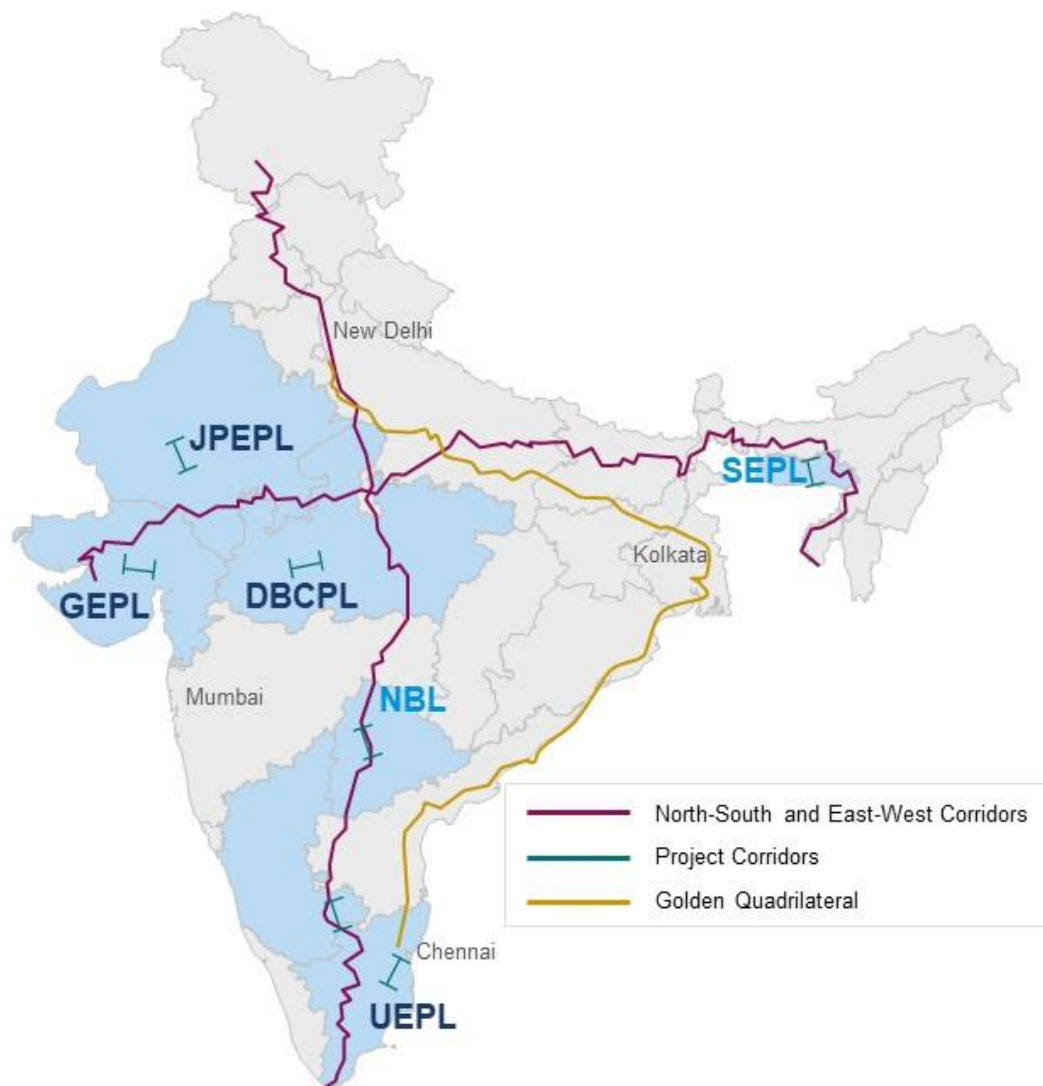 New Delhi
JPEPL
SEPL
Kolkata
GEPL
DBCPL
Mumbai
NBL
North-South and East-West Corridors
Project Corridors
Golden Quadrilateral
Chennai
UEPL